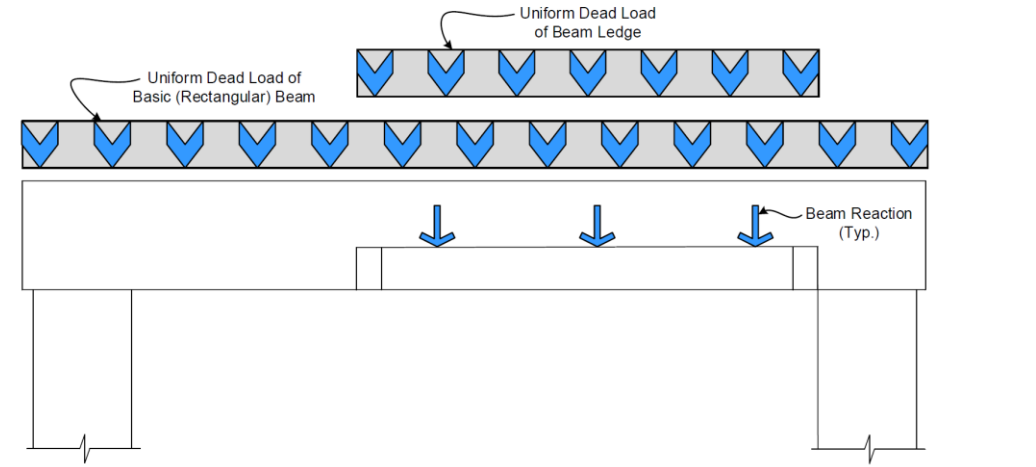 Uniform Dead Load
of Beam Ledge
Uniform Dead Load of
Basic (Rectangular) Beam
Beam Reaction
(Typ.)